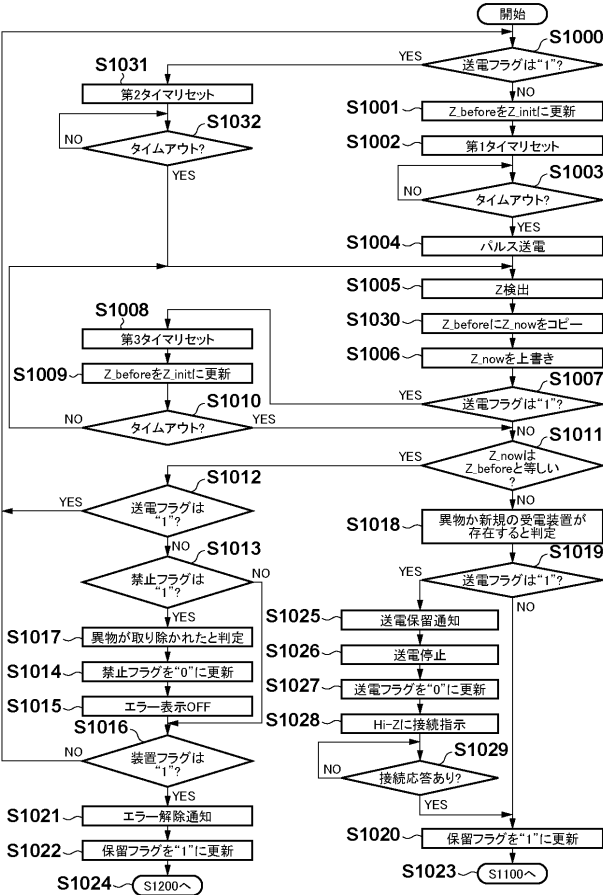 開始
S1000
送電フラグは“1”?
YES
NO
S1031
第2タイマリセット
S1032
タイムアウト?
NO
YES
S1001
Z_beforeをZ_initに更新
S1002
第1タイマリセット
S1003
タイムアウト?
NO
YES
S1004
パルス送電
S1005
Z検出
S1030
Z_beforeにZ_nowをコピー
S1006
Z_nowを上書き
S1007
送電フラグは“1”?
YES
NO
S1008
第3タイマリセット
S1009
Z_beforeをZ_initに更新
S1010
タイムアウト?
NO
YES
S1011
Z_nowは
Z_beforeと等しい
?
YES
NO
S1012
送電フラグは
“1”?
YES
NO
S1013
禁止フラグは
“1”?
NO
YES
S1017
異物が取り除かれたと判定
S1014
禁止フラグを“0”に更新
S1015
エラー表示OFF
S1016
装置フラグは
“1”?
NO
YES
S1021
エラー解除通知
S1022
保留フラグを“1”に更新
S1024
S1200へ
S1018
異物か新規の受電装置が
存在すると判定
S1019
送電フラグは“1”?
YES
NO
S1025
送電保留通知
S1026
送電停止
S1027
送電フラグを“0”に更新
S1028
Hi-Zに接続指示
S1029
接続応答あり?
NO
YES
S1020
保留フラグを“1”に更新
S1023
S1100へ